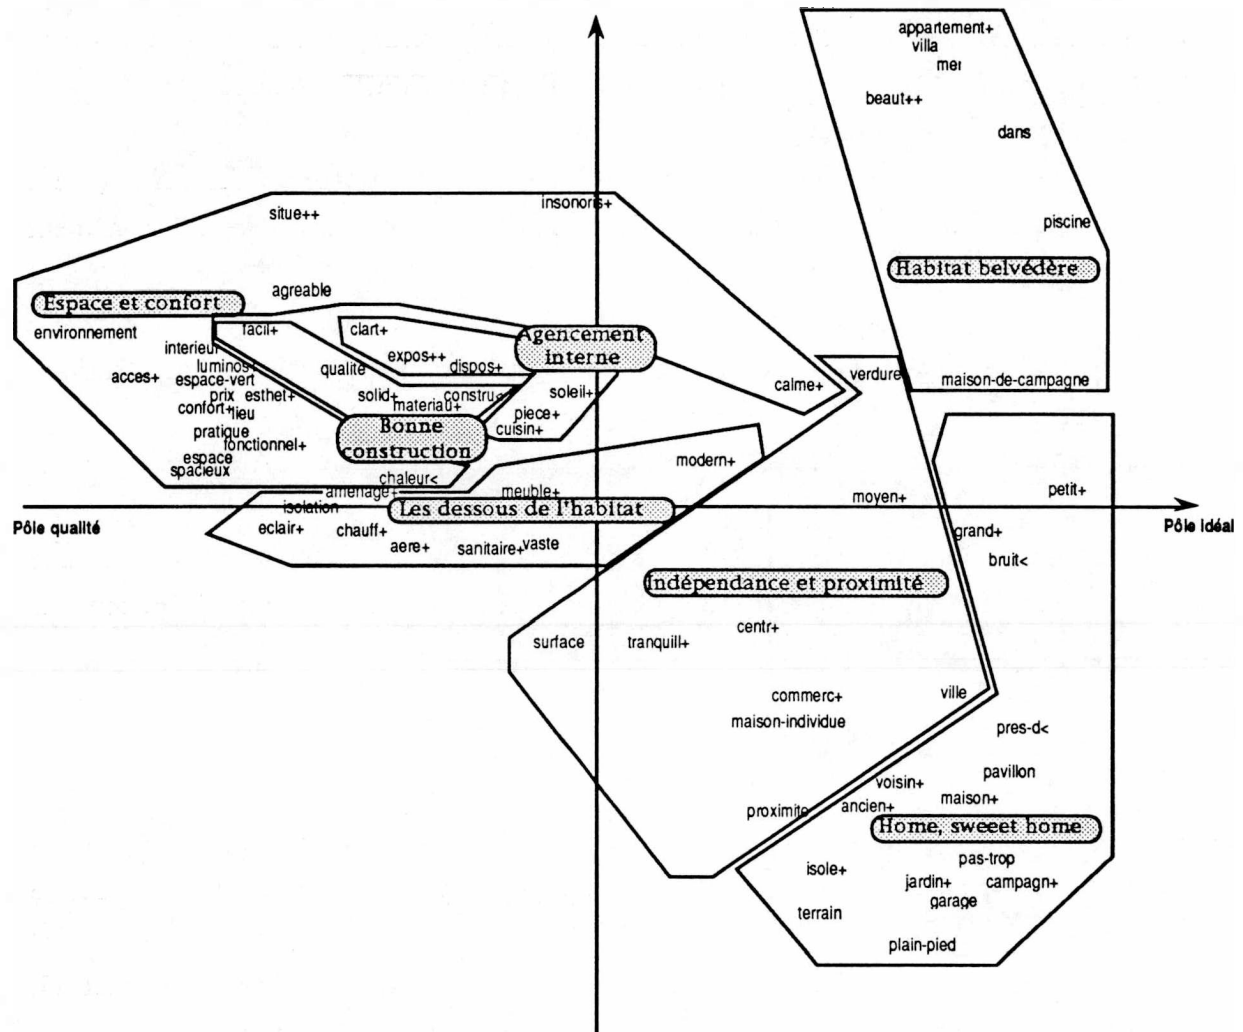 appartement+
villa
mer
beaut++
dans
insonoris+
situe++
piscine
Habitat belvédère
agreable
Espace et confort
environnement
facil+
clart+
Agencement
interne
interieur
expos++
luminos+
qualité
dispos+
acces+
espace-vert
calme+
verdure
maison-de-campagne
prix
esthet+
solid+
constru<
soleil+
confort+
lieu
materiau+
piece+
cuisin+
pratique
Bonne
construction
fonctionnel+
espace
spacieux
modern+
chaleur<
amenage+
meuble+
moyen+
petit+
isolation
Les dessous de l'habitat
Pôle qualité
Pôle idéal
eclair+
chauff+
aere+
sanitaire+
vaste
grand+
bruit<
Indépendance et proximité
surface
tranquill+
centr+
commerc+
ville
maison-individue
pres-d<
voisin+
pavillon
proximite
ancien+
maison+
Home, sweeet home
isole+
pas-trop
jardin+
campagn+
garage
terrain
plain-pied